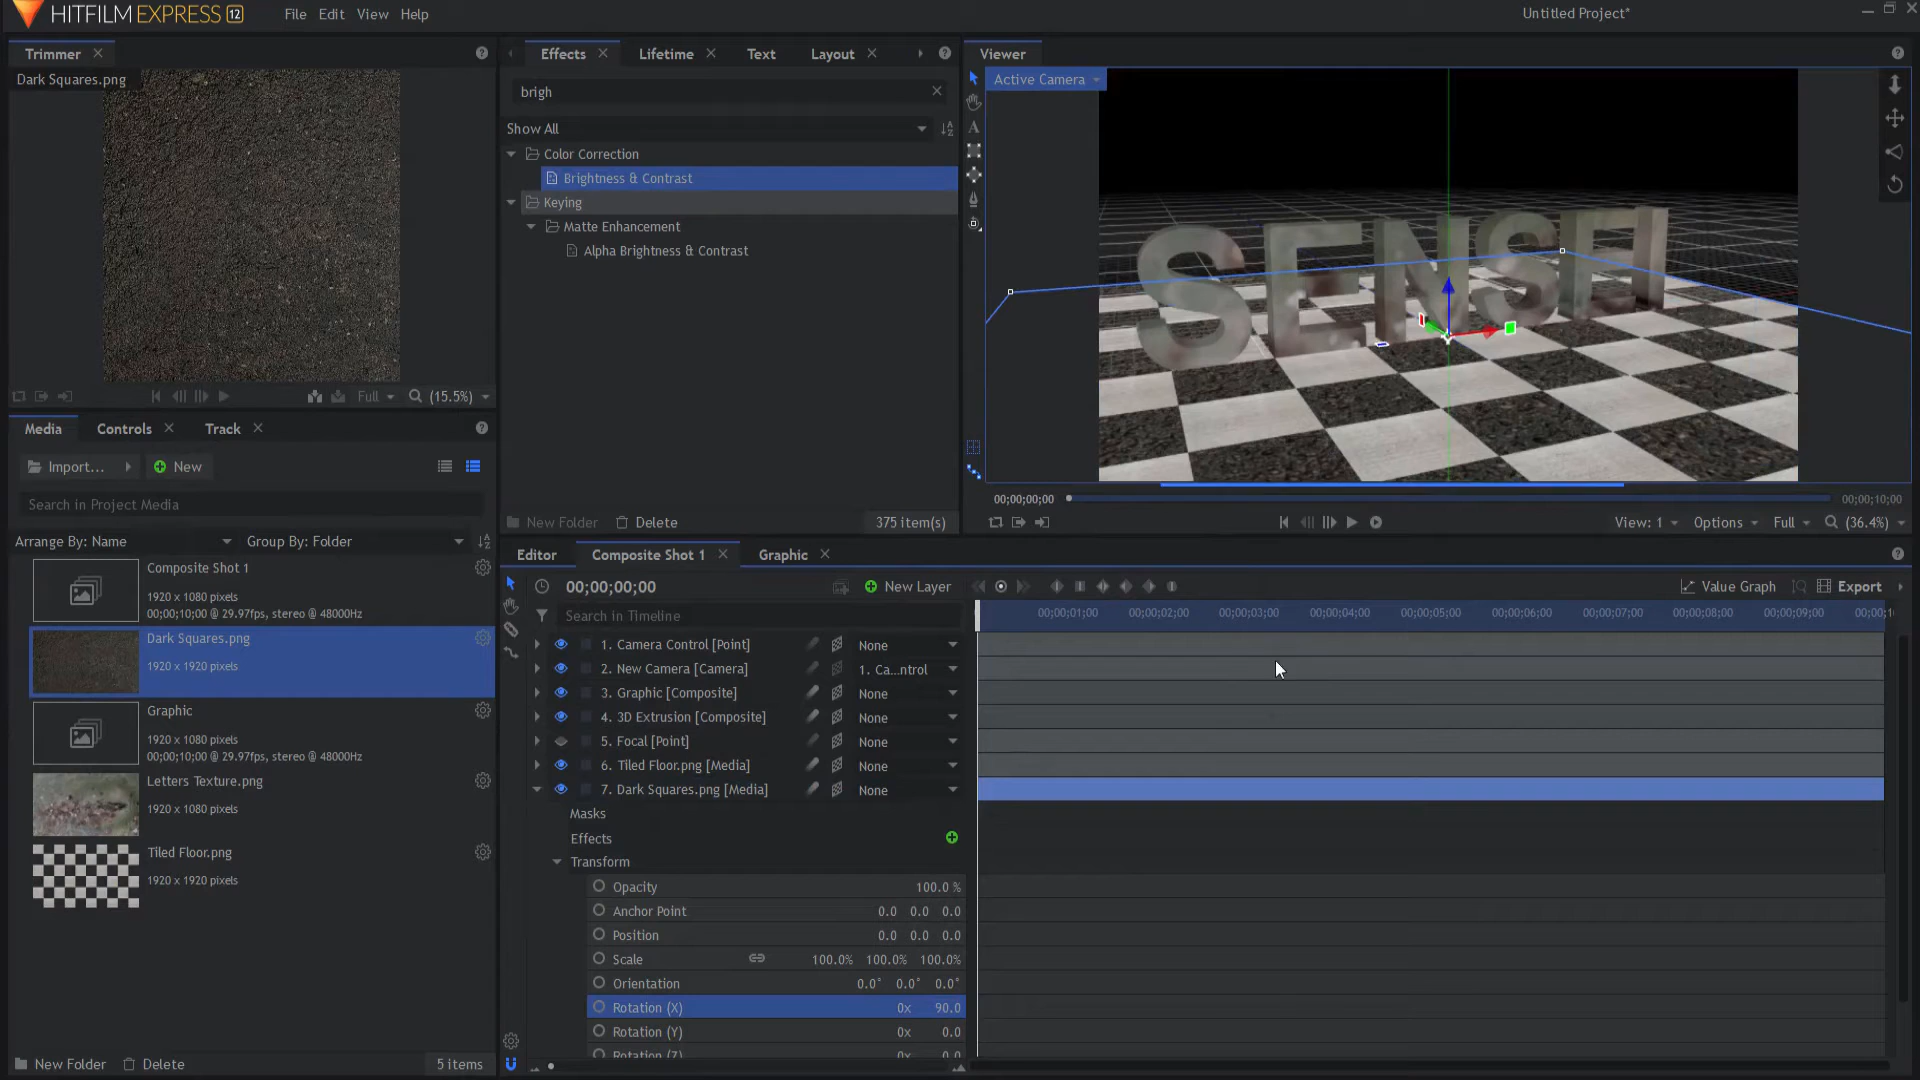 HITFILM EXPRESS 12
File Edit View Help
Untitled Project*
Trimmer
Dark Squares.png
Full (15.5%)
Effects Lifetime Text Layout
brigh
Show All
Color Correction
Brightness & Contrast
Keying
Matte Enhancement
Alpha Brightness & Contrast
New Folder Delete 375 item(s)
Viewer
Active Camera
SENSEI
00;00;00;00 00;00;10;00
View: 1 Options Full (36.4%)
Media Controls Track
Import... New
Search in Project Media
Arrange By: Name Group By: Folder
Composite Shot 1
1920 x 1080 pixels
00;00;10;00 @ 29.97fps, stereo @ 48000Hz
Dark Squares.png
1920 x 1920 pixels
Graphic
1920 x 1080 pixels
00;00;10;00 @ 29.97fps, stereo @ 48000Hz
Letters Texture.png
1920 x 1080 pixels
Tiled Floor.png
1920 x 1920 pixels
New Folder Delete 5 items
Editor Composite Shot 1 Graphic
00;00;00;00 New Layer Value Graph Export
Search in Timeline
00;00;01;00 00;00;02;00 00;00;03;00 00;00;04;00 00;00;05;00 00;00;06;00 00;00;07;00 00;00;08;00 00;00;09;00 00;00;1
1. Camera Control [Point] None
2. New Camera [Camera] 1. Ca...ntrol
3. Graphic [Composite] None
4. 3D Extrusion [Composite] None
5. Focal [Point] None
6. Tiled Floor.png [Media] None
7. Dark Squares.png [Media] None
Masks
Effects
Transform
Opacity 100.0 %
Anchor Point 0.0 0.0 0.0
Position 0.0 0.0 0.0
Scale 100.0% 100.0% 100.0%
Orientation 0.0° 0.0° 0.0°
Rotation (X) 0x 90.0
Rotation (Y) 0x 0.0
Rotation (Z) 0x 0.0